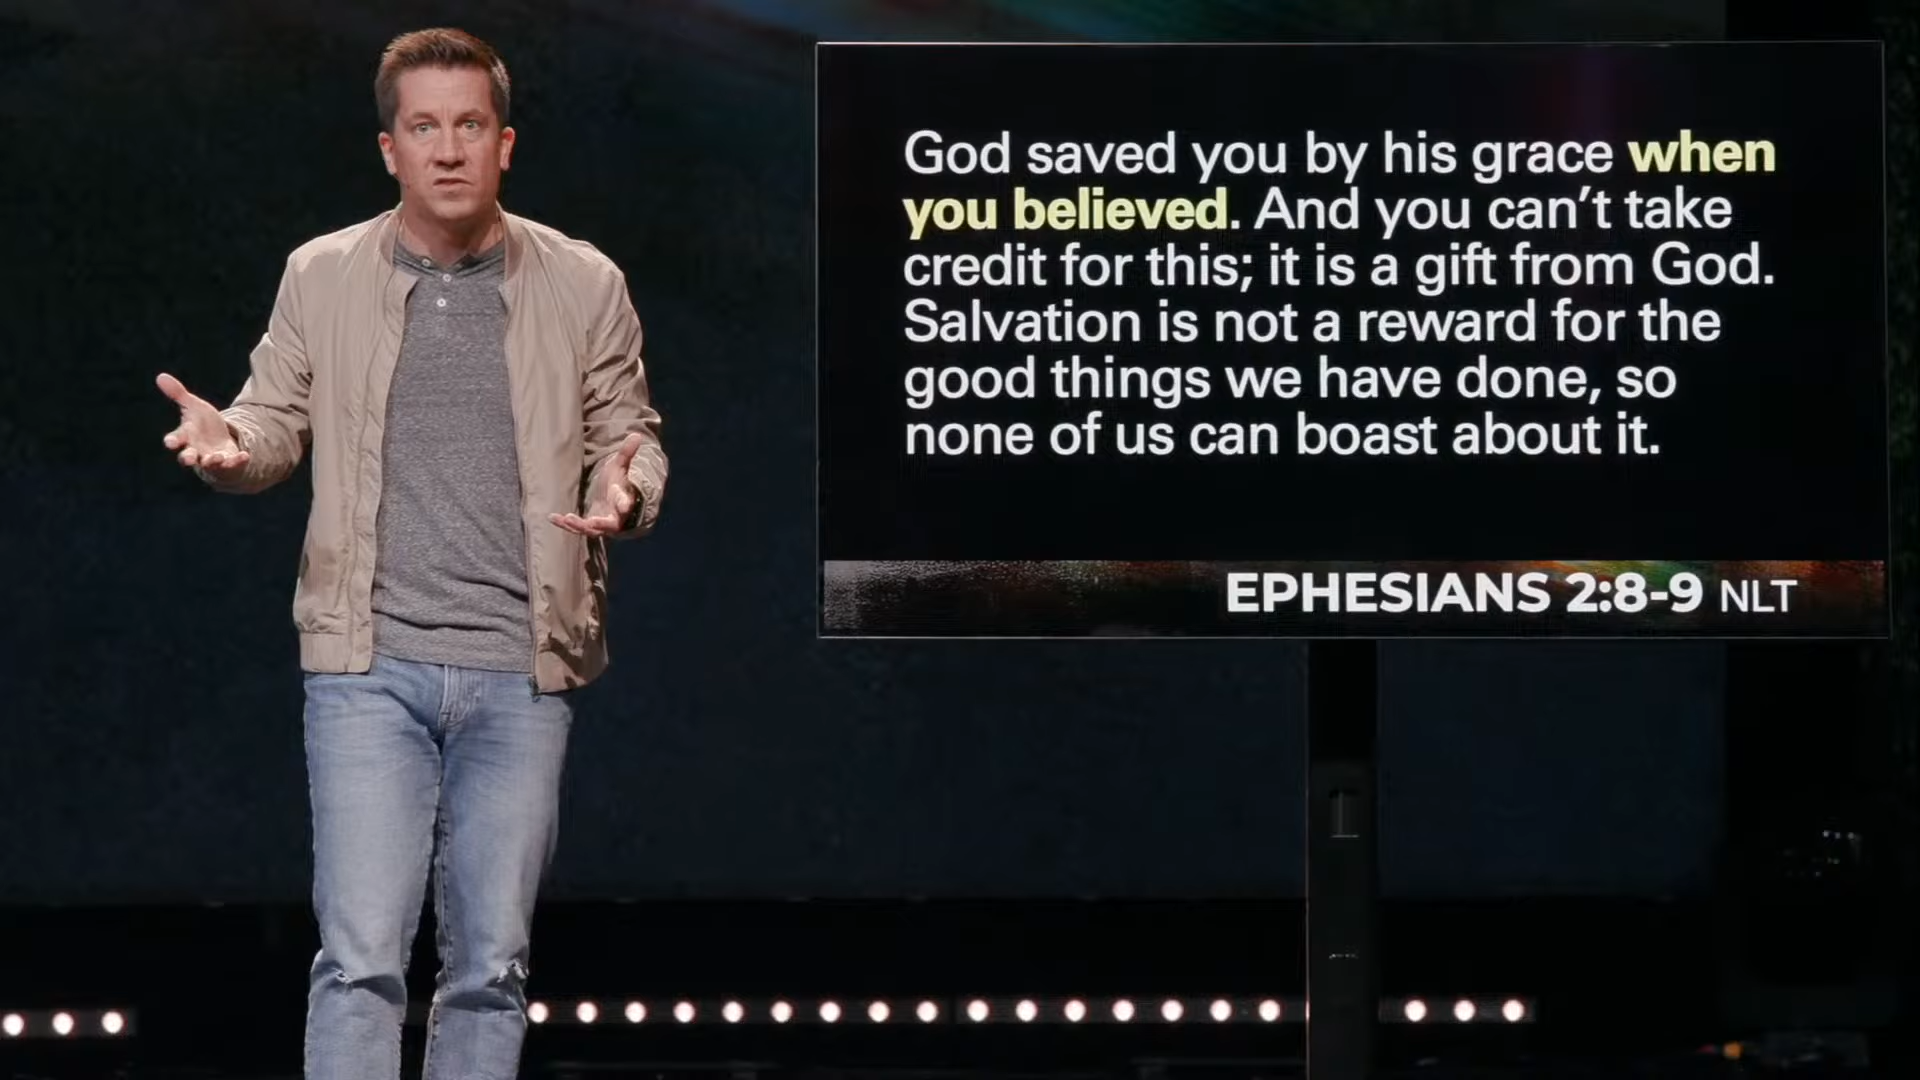 God saved you by his grace when
you believed. And you can’t take
credit for this; it is a gift from God.
Salvation is not a reward for the
good things we have done, so
none of us can boast about it.
EPHESIANS 2:8-9 NLT